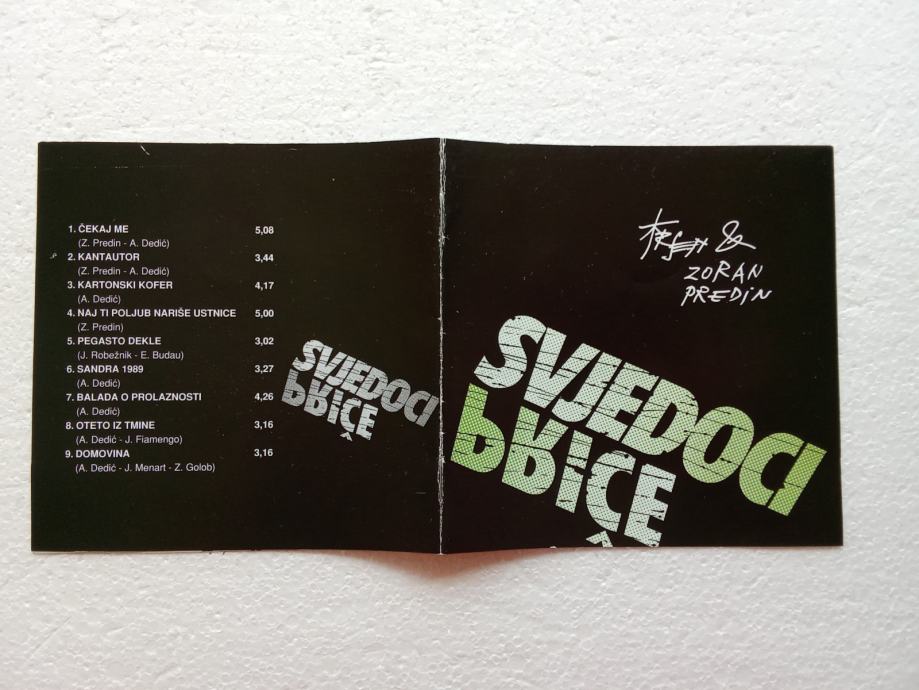 1. ČEKAJ ME 5,08
(Z. Predin - A. Dedić)
2. KANTAUTOR 3,44
(Z. Predin - A. Dedić)
3. KARTONSKI KOFER 4,17
(A. Dedić)
4. NAJ TI POLJUB NARIŠE USTNICE 5,00
(Z. Predin)
5. PEGASTO DEKLE 3,02
(J. Robežnik - E. Budau)
6. SANDRA 1989 3,27
(A. Dedić)
7. BALADA O PROLAZNOSTI 4,26
(A. Dedić)
8. OTETO IZ TMINE 3,16
(A. Dedić - J. Fiamengo)
9. DOMOVINA 3,16
(A. Dedić - J. Menart - Z. Golob)
SVJEDOCI
PRIČE
ARSEN &
ZORAN
PREDIN
SVJEDOCI
PRIČE